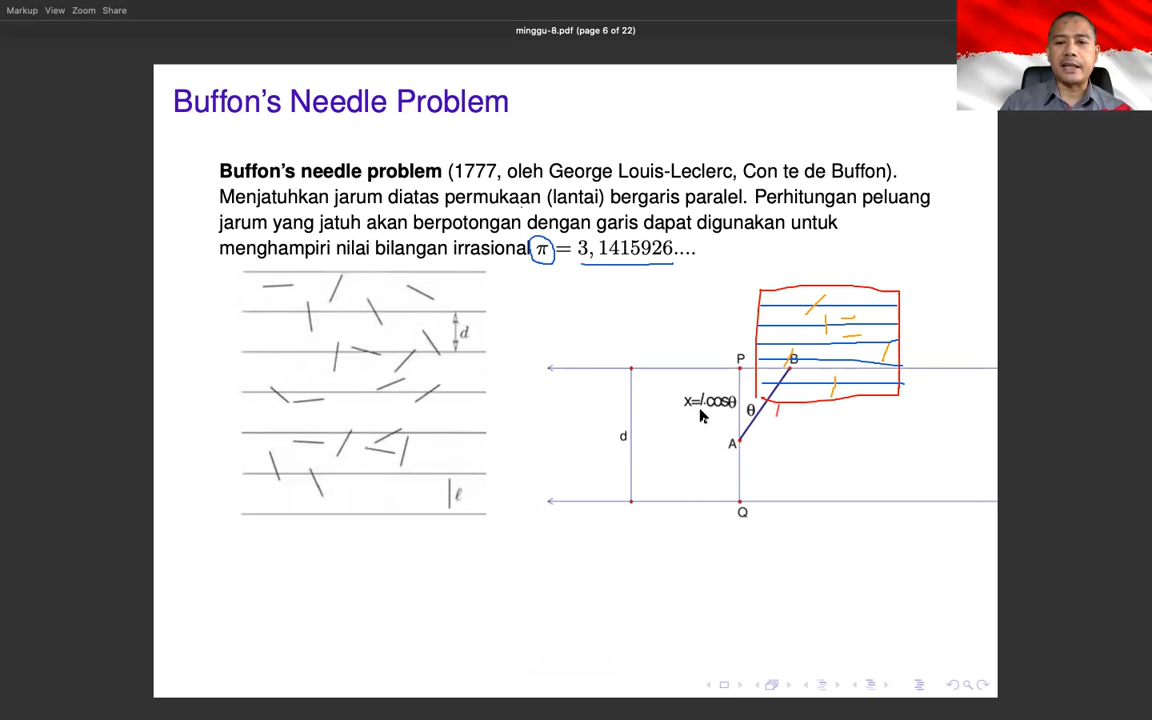 Markup View Zoom Share
minggu-8.pdf (page 6 of 22)
Buffon's Needle Problem
Buffon's needle problem (1777, oleh George Louis-Leclerc, Con te de Buffon).
Menjatuhkan jarum diatas permukaan (lantai) bergaris paralel. Perhitungan peluang
jarum yang jatuh akan berpotongan dengan garis dapat digunakan untuk
menghampiri nilai bilangan irrasional π = 3, 1415926....
d
ℓ
P
B
x=l.cosθ
θ
l
d
A
Q